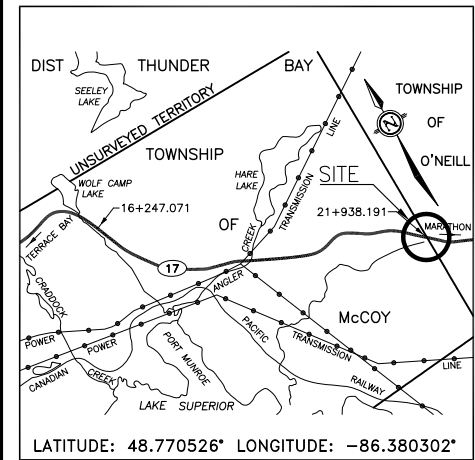 DIST THUNDER BAY
SEELEY
LAKE
UNSURVEYED TERRITORY
TOWNSHIP
OF
O'NEILL
TOWNSHIP
WOLF CAMP
LAKE
HARE
LAKE
TRANSMISSION
LINE
SITE
16+247.071
OF
21+938.191
MARATHON
TERRACE BAY
CREEK
17
ANGLER
CRADDOCK
CREEK
McCOY
POWER
POWER
PACIFIC
TRANSMISSION
LINE
CANADIAN
PORT MUNROE
RAILWAY
LAKE SUPERIOR
LATITUDE: 48.770526° LONGITUDE: -86.380302°